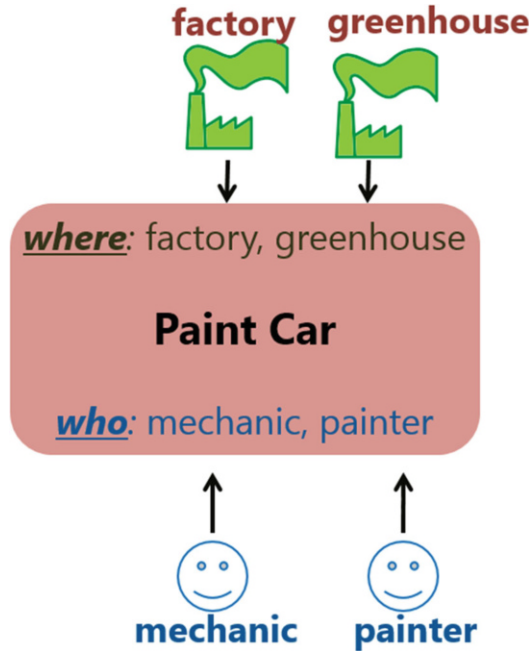 factory greenhouse
where: factory, greenhouse
Paint Car
who: mechanic, painter
mechanic painter